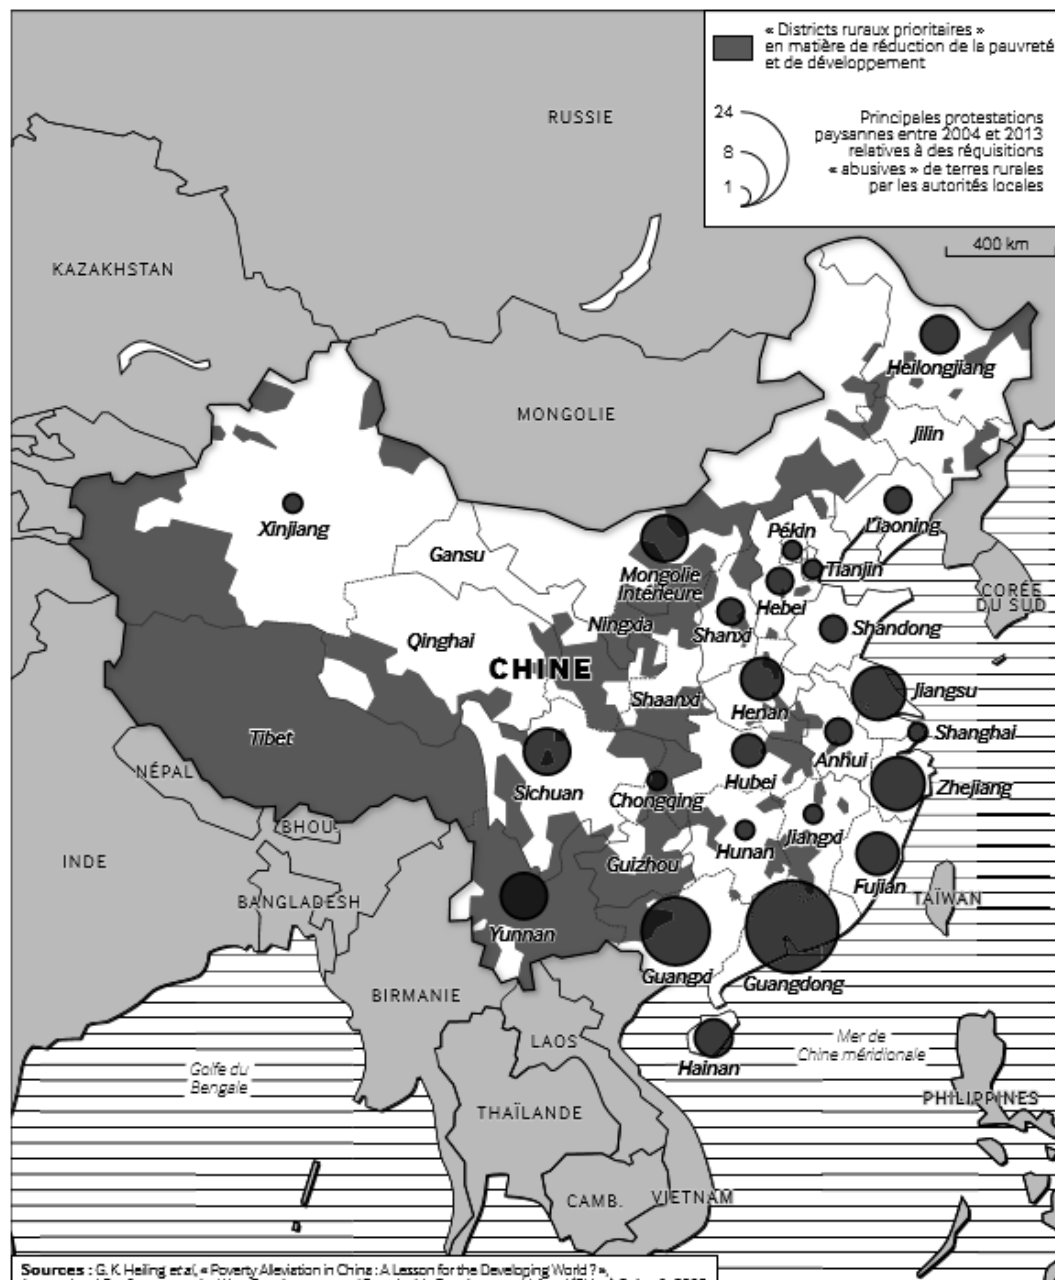 « Districts ruraux prioritaires »
en matière de réduction de la pauvreté
et de développement
24
8
1
Principales protestations
paysannes entre 2004 et 2013
relatives à des réquisitions
« abusives » de terres rurales
par les autorités locales
400 km
RUSSIE
KAZAKHSTAN
MONGOLIE
Heilongjiang
Jilin
Liaoning
Xinjiang
Gansu
Pékin
Tianjin
Mongolie
Intérieure
Hebei
CORÉE
DU SUD
Ningxia
Shanxi
Shandong
Qinghai
CHINE
Shaanxi
Henan
Jiangsu
Tibet
Shanghai
Anhui
NÉPAL
Sichuan
Hubei
Chongqing
Zhejiang
BHOU.
Hunan
Jiangxi
INDE
Guizhou
Fujian
BANGLADESH
TAÏWAN
Yunnan
Guangxi
Guangdong
BIRMANIE
LAOS
Mer de
Chine méridionale
Hainan
Golfe du
Bengale
PHILIPPINES
THAÏLANDE
CAMB.
VIETNAM
Sources : G. K. Heilig et al, « Poverty Alleviation in China : A Lesson for the Developing World ? »,